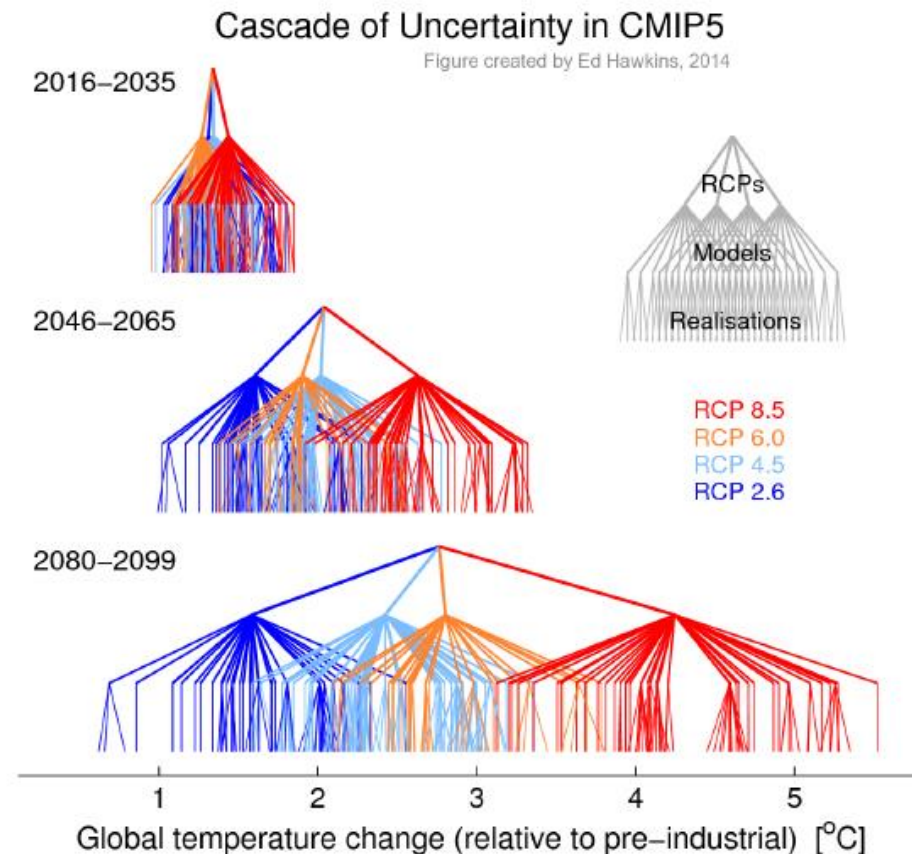 Cascade of Uncertainty in CMIP5
Figure created by Ed Hawkins, 2014
2016−2035
RCPs
Models
Realisations
2046−2065
RCP 8.5
RCP 6.0
RCP 4.5
RCP 2.6
2080−2099
1 2 3 4 5
Global temperature change (relative to pre−industrial) [°C]